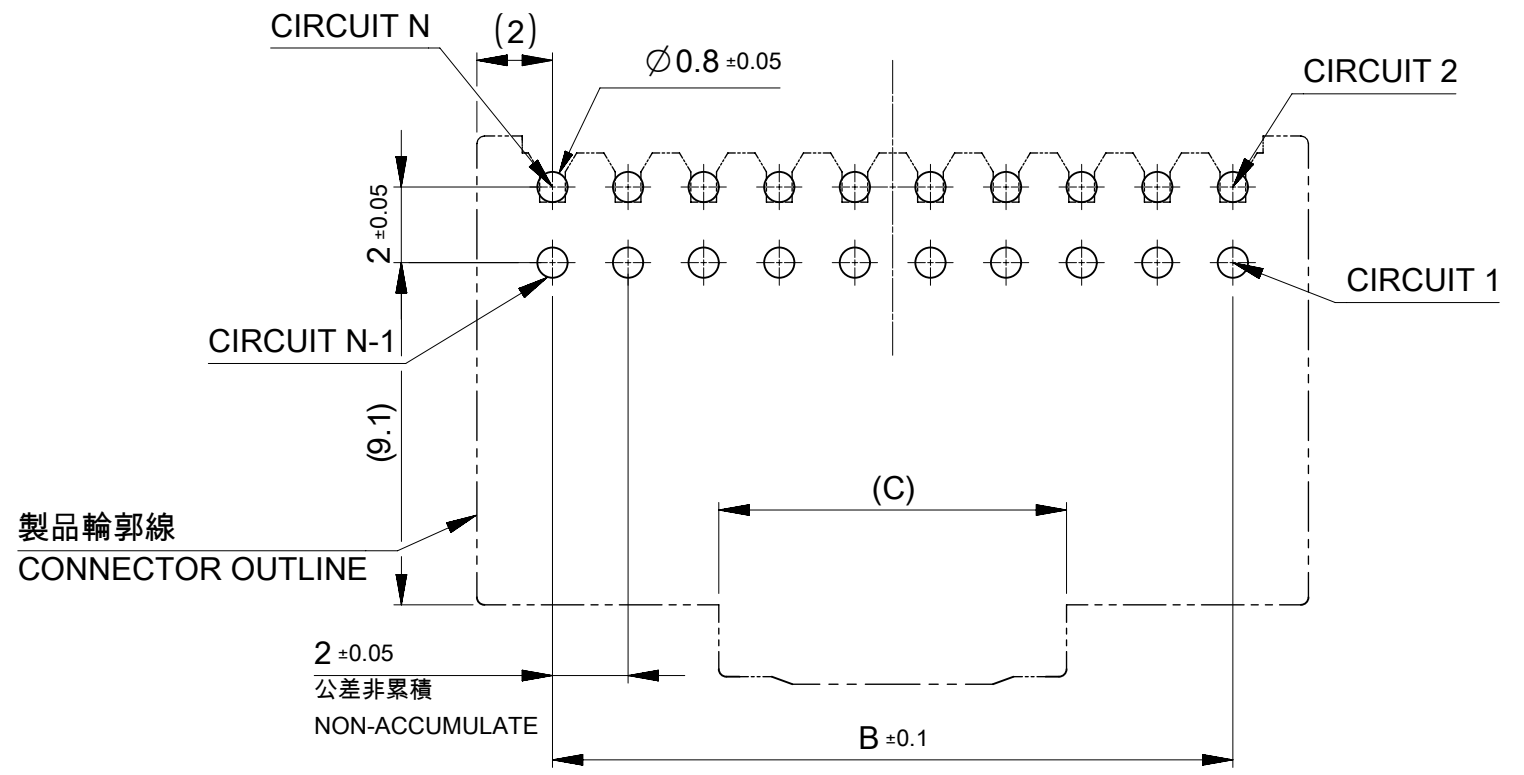 CIRCUIT N
(2)
⌀0.8 ±0.05
CIRCUIT 2
2 ±0.05
CIRCUIT 1
CIRCUIT N-1
(9.1)
(C)
製品輪郭線
CONNECTOR OUTLINE
2 ±0.05
公差非累積
NON-ACCUMULATE
B ±0.1